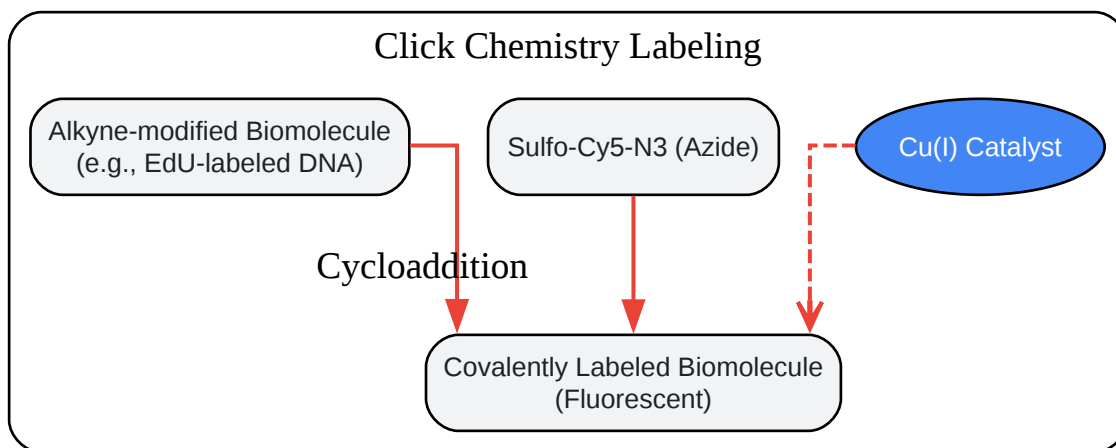 Click Chemistry Labeling
Alkyne-modified Biomolecule
(e.g., EdU-labeled DNA)
Sulfo-Cy5-N3 (Azide)
Cu(I) Catalyst
Cycloaddition
Covalently Labeled Biomolecule
(Fluorescent)